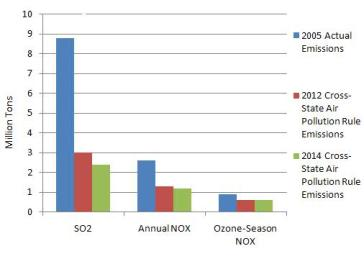 Million Tons
10
9
8
7
6
5
4
3
2
1
0
SO2
Annual NOX
Ozone-Season
NOX
2005 Actual
Emissions
2012 Cross-
State Air
Pollution Rule
Emissions
2014 Cross-
State Air
Pollution Rule
Emissions